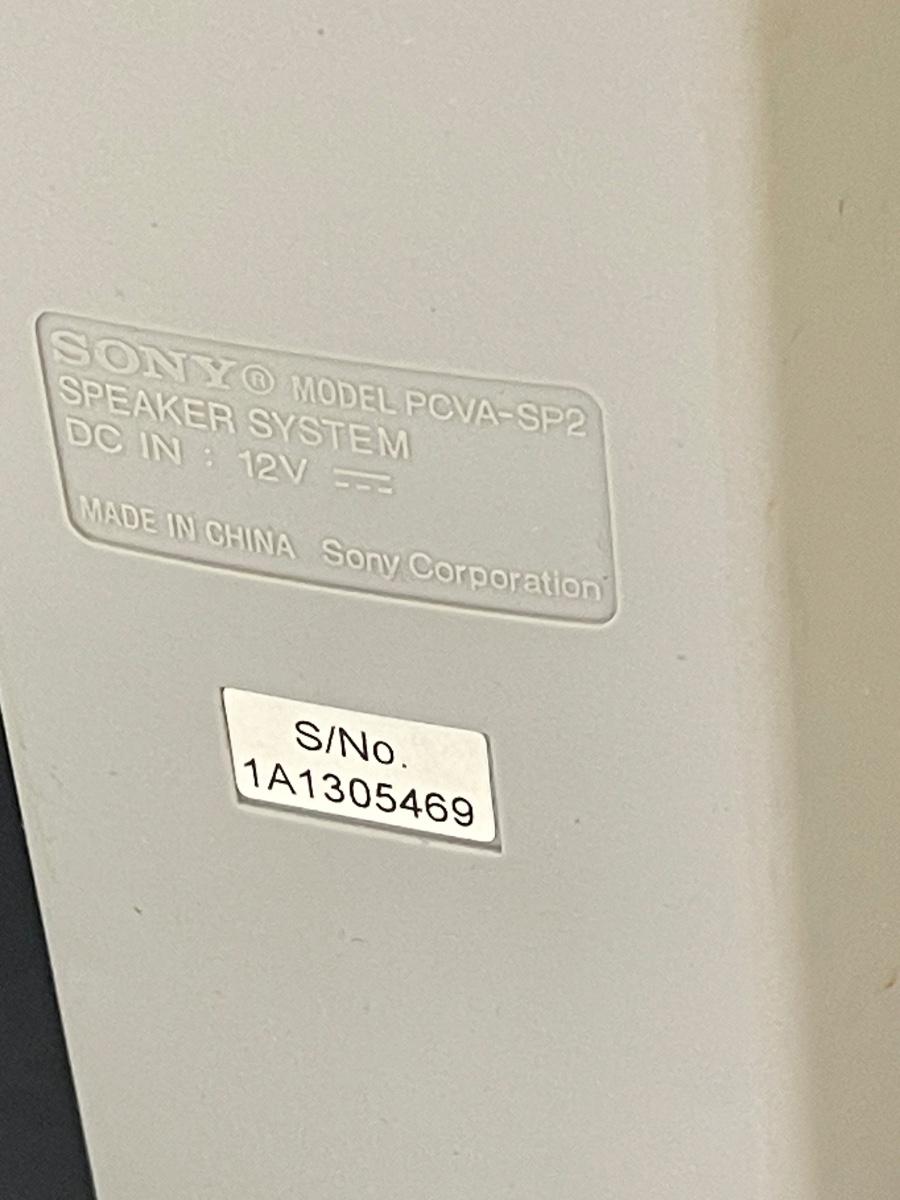 SONY® MODEL PCVA-SP2
SPEAKER SYSTEM
DC IN : 12V ⎓
MADE IN CHINA Sony Corporation
S/No.
1A1305469